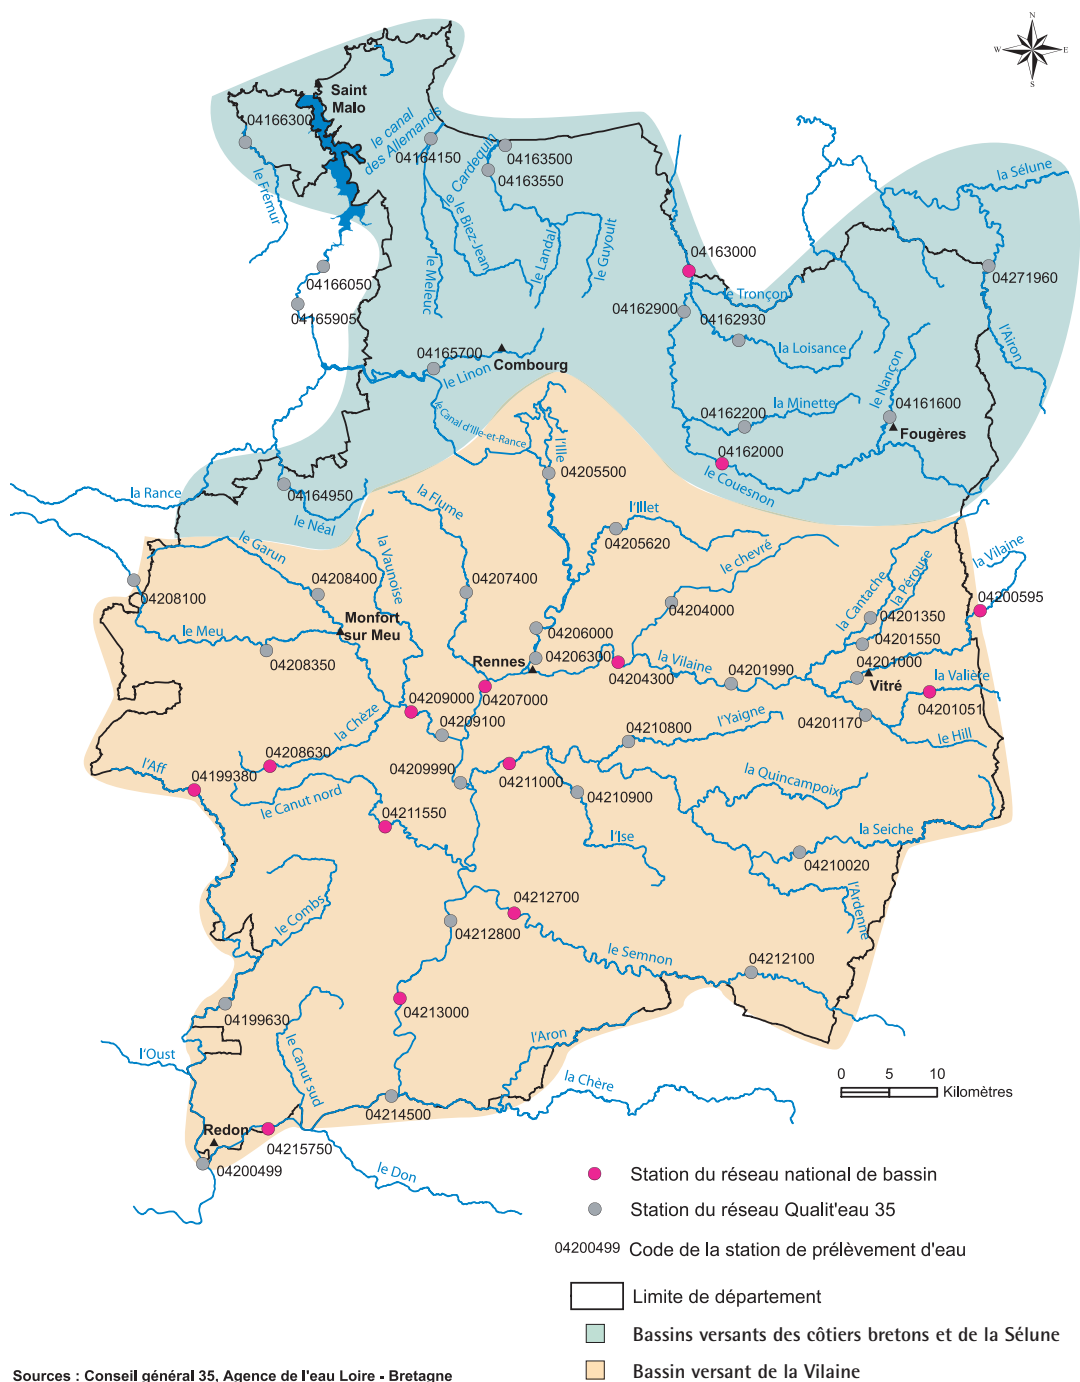 N
W
E
S
Saint
Malo
04166300
le canal
des Allemands
04164150
le Cardequin
04163500
04163550
la Sélune
le Frémur
le Biez-Jean
le Meleuc
le Landal
le Guyoult
04163000
04271960
04166050
04165905
le Tronçon
04162900
04162930
la Loisance
l'Airon
04165700
Combourg
le Linon
le Nançon
la Minette
04161600
Fougères
04162200
le Canal d'Ille-et-Rance
l'Ille
04162000
04205500
le Couesnon
la Rance
04164950
le Néal
la Flume
l'Illet
04205620
le Garun
la Vaunoise
le chevré
la Vilaine
la Cantache
la Pérouse
04208100
04208400
04207400
04204000
04200595
04201350
Monfort
sur Meu
04206000
04201550
le Meu
04208350
Rennes
04206300
la Vilaine
04201000
04204300
04201990
Vitré
la Valière
04209000
04207000
04201051
la Chèze
04209100
04210800
l'Yaigne
04201170
le Hill
04208630
l'Aff
04199380
04209990
04211000
la Quincampoix
le Canut nord
04210900
04211550
l'Ise
la Seiche
04210020
l'Ardenne
04212700
le Combs
04212800
le Semnon
04212100
04199630
04213000
l'Aron
l'Oust
le Canut sud
0
5
10
Kilomètres
la Chère
04214500
Redon
04215750
04200499
le Don
Station du réseau national de bassin
Station du réseau Qualit'eau 35
04200499 Code de la station de prélèvement d'eau
Limite de département
Bassins versants des côtiers bretons et de la Sélune
Bassin versant de la Vilaine
Sources : Conseil général 35, Agence de l'eau Loire - Bretagne